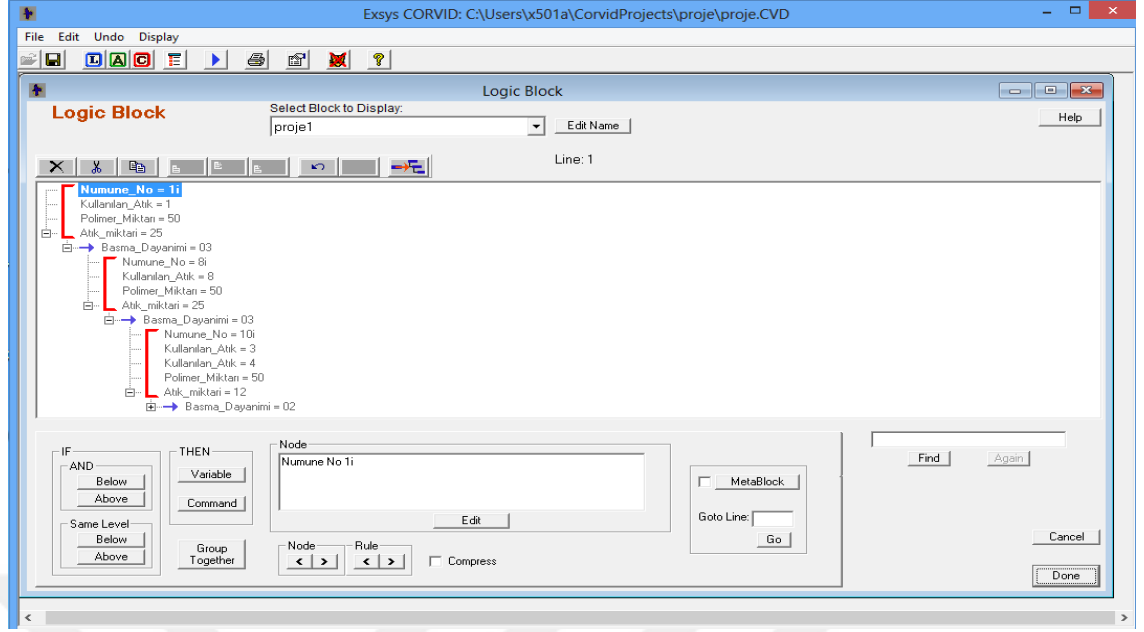 Exsys CORVID: C:\Users\x501a\CorvidProjects\proje\proje.CVD
File Edit Undo Display
L A C ?
Logic Block
Logic Block
Select Block to Display:
proje1
Edit Name
Help
Line: 1
Numune_No = 1i
Kullanılan_Atık = 1
Polimer_Miktarı = 50
Atık_miktari = 25
Basma_Dayanimi = 03
Numune_No = 8i
Kullanılan_Atık = 8
Polimer_Miktarı = 50
Atık_miktari = 25
Basma_Dayanimi = 03
Numune_No = 10i
Kullanılan_Atık = 3
Kullanılan_Atık = 4
Polimer_Miktarı = 50
Atık_miktari = 12
Basma_Dayanimi = 02
IF
AND
Below
Above
Same Level
Below
Above
THEN
Variable
Command
Group
Together
Node
Numune No 1i
Edit
Node
< >
Rule
< >
Compress
MetaBlock
Goto Line:
Go
Find Again
Cancel
Done